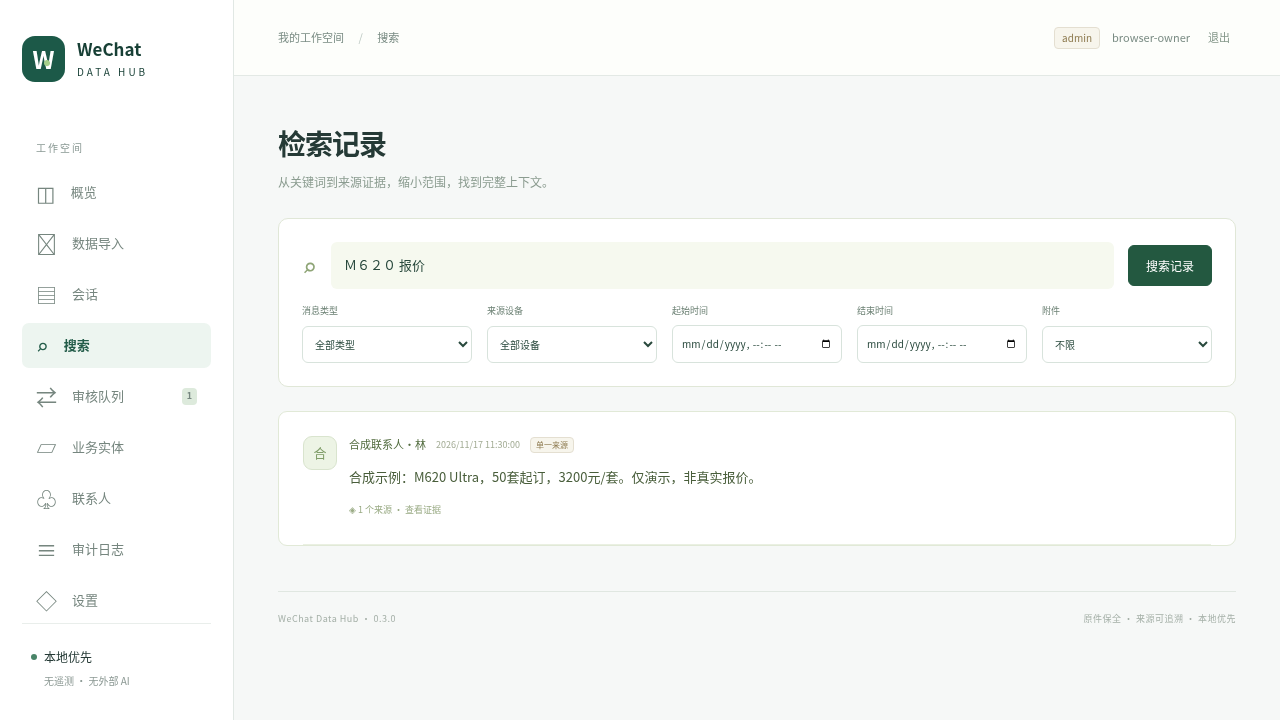 W
WeChat
DATA HUB
工作空间
概览
数据导入
会话
搜索
审核队列 1
业务实体
联系人
审计日志
设置
本地优先
无遥测 · 无外部 AI
我的工作空间 / 搜索
admin browser-owner 退出
检索记录
从关键词到来源证据，缩小范围，找到完整上下文。
Ｍ６２０ 报价
搜索记录
消息类型 来源设备 起始时间 结束时间 附件
全部类型 全部设备 mm/dd/yyyy, --:-- -- mm/dd/yyyy, --:-- -- 不限
合 合成联系人·林 2026/11/17 11:30:00 单一来源
合成示例：M620 Ultra，50套起订，3200元/套。仅演示，非真实报价。
◈ 1 个来源 · 查看证据
WeChat Data Hub · 0.3.0
原件保全 · 来源可追溯 · 本地优先